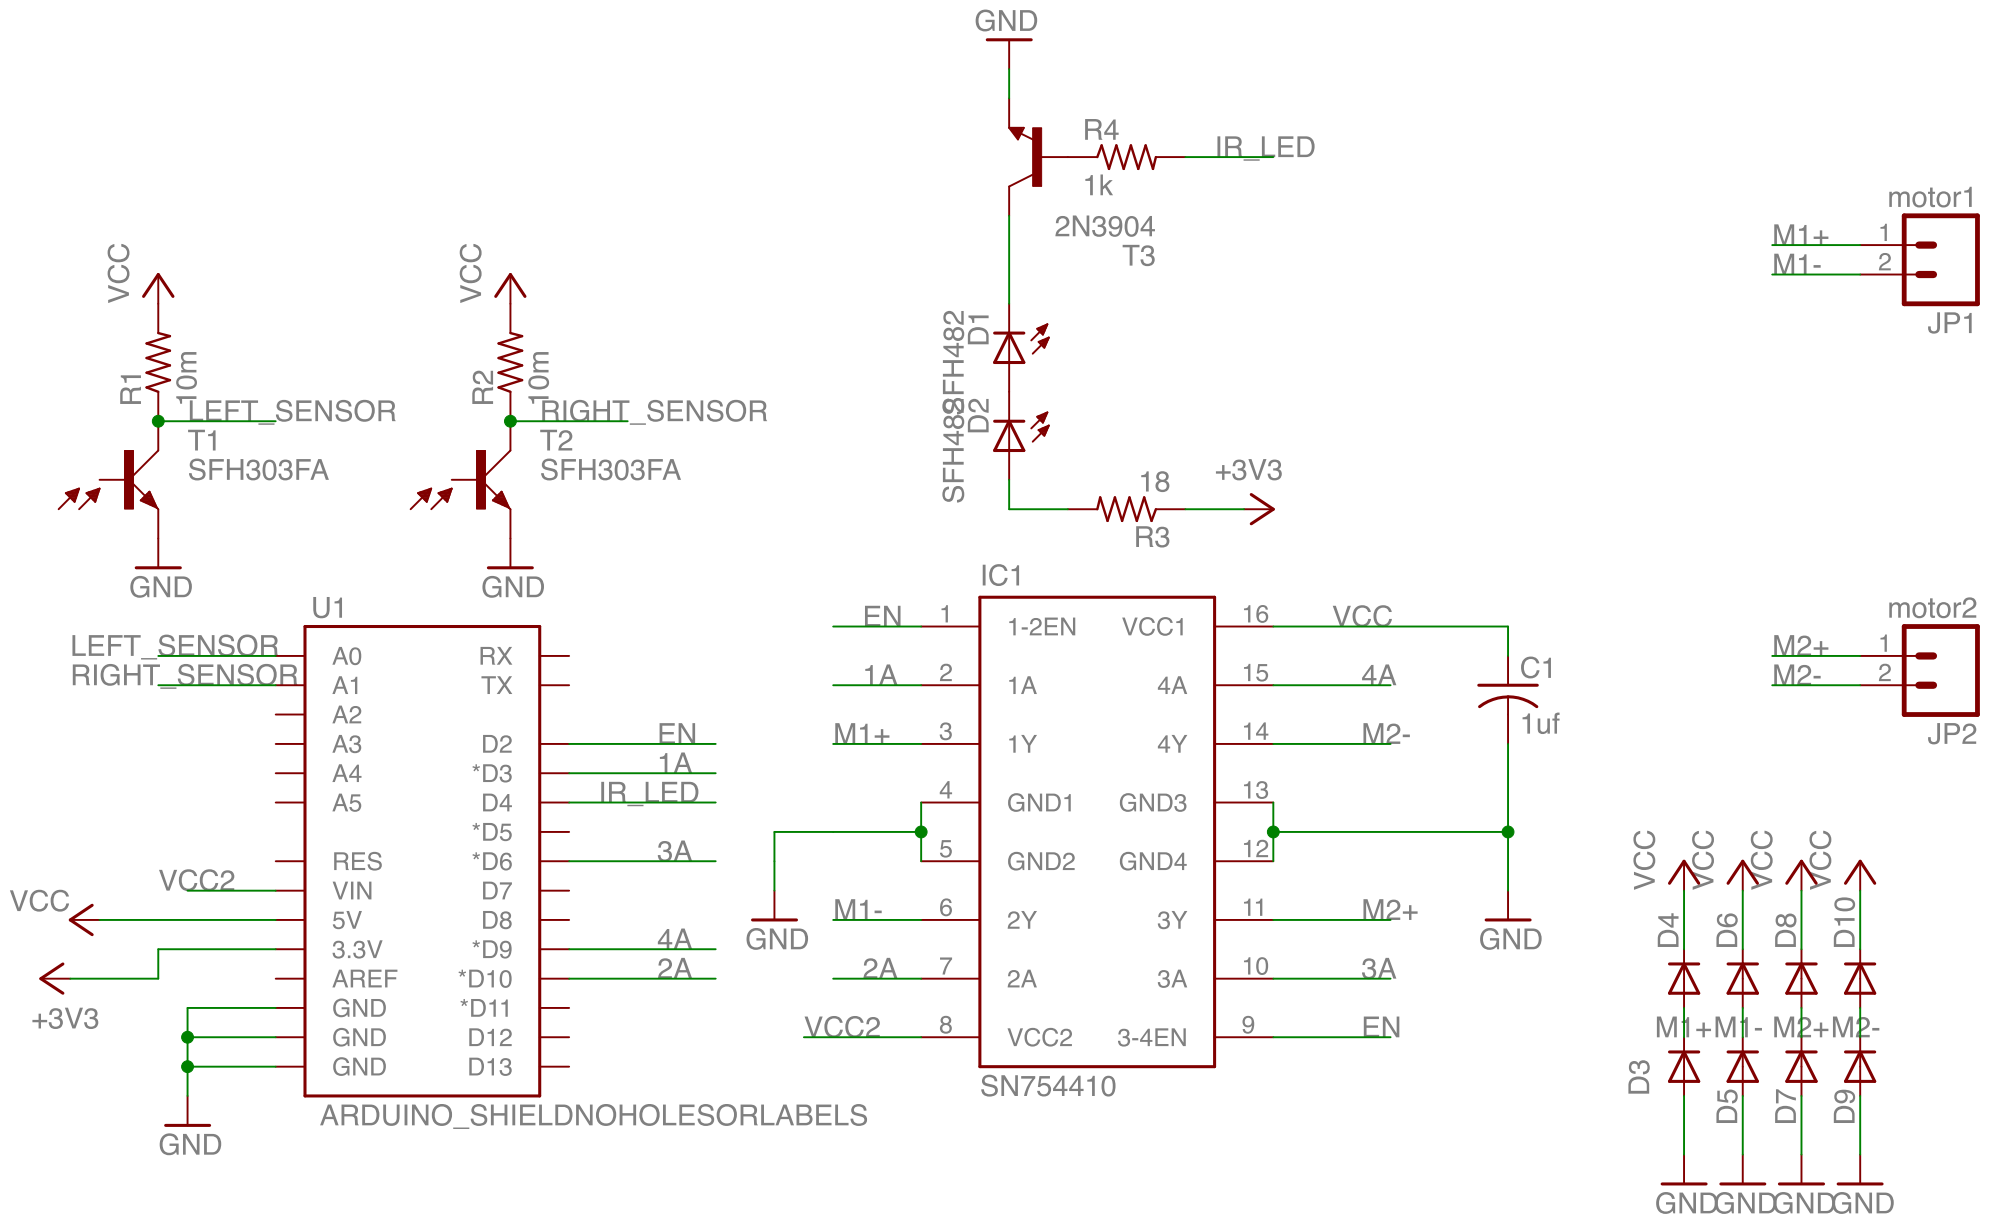 GND
R4
IR_LED
1k
2N3904
T3
D1
SFH482
D2
SFH482
18
+3V3
R3
VCC
R1
10m
LEFT_SENSOR
T1
SFH303FA
GND
VCC
R2
10m
RIGHT_SENSOR
T2
SFH303FA
GND
motor1
M1+ 1
M1- 2
JP1
motor2
M2+ 1
M2- 2
JP2
U1
LEFT_SENSOR A0 RX
RIGHT_SENSOR A1 TX
A2
A3 D2 EN
A4 *D3 1A
A5 D4 IR_LED
*D5
RES *D6 3A
VCC2 VIN D7
VCC 5V D8
3.3V *D9 4A
AREF *D10 2A
+3V3
GND *D11
GND D12
GND D13
GND
ARDUINO_SHIELDNOHOLESORLABELS
IC1
EN 1 1-2EN VCC1 16 VCC
1A 2 1A 4A 15 4A
M1+ 3 1Y 4Y 14 M2-
4 GND1 GND3 13
5 GND2 GND4 12
M1- 6 2Y 3Y 11 M2+
2A 7 2A 3A 10 3A
VCC2 8 VCC2 3-4EN 9 EN
SN754410
GND
C1
1uf
GND
VCC VCC VCC VCC
D4 D6 D8 D10
M1+ M1- M2+ M2-
D3 D5 D7 D9
GND GND GND GND